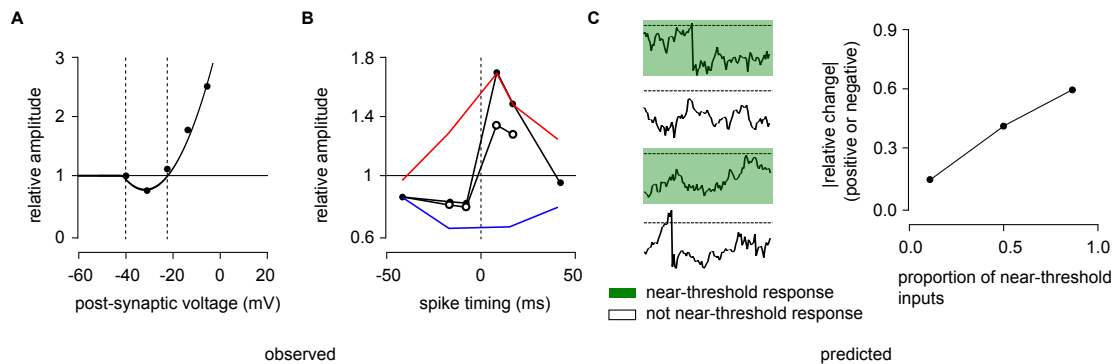 A
3
2
1
0
relative amplitude
-60
-40
-20
0
20
post-synaptic voltage (mV)
B
1.8
1.4
1
0.6
relative amplitude
-50
0
50
spike timing (ms)
observed
C
near-threshold response
not near-threshold response
0.9
0.6
0.3
0.0
|relative change|
(positive or negative)
0.0
0.5
1.0
proportion of near-threshold
inputs
predicted